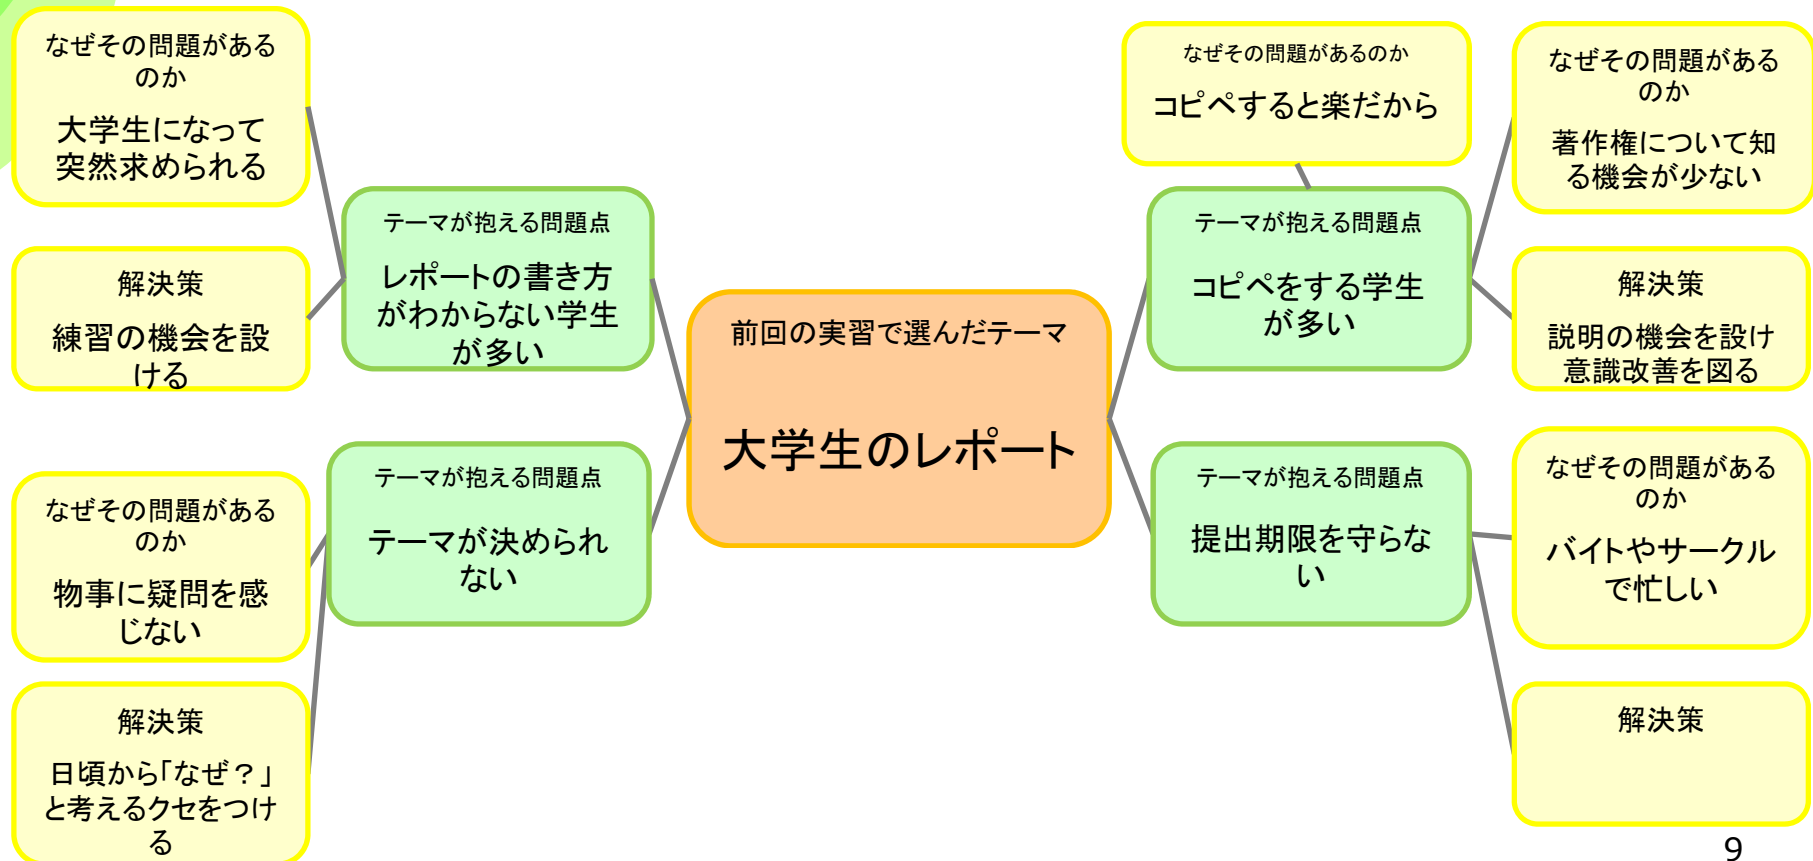 なぜその問題がある
のか
大学生になって
突然求められる
解決策
練習の機会を設
ける
テーマが抱える問題点
レポートの書き方
がわからない学生
が多い
なぜその問題がある
のか
物事に疑問を感
じない
解決策
日頃から「なぜ？」
と考えるクセをつけ
る
テーマが抱える問題点
テーマが決められ
ない
前回の実習で選んだテーマ
大学生のレポート
なぜその問題があるのか
コピペすると楽だから
テーマが抱える問題点
コピペをする学生
が多い
なぜその問題がある
のか
著作権について知
る機会が少ない
解決策
説明の機会を設け
意識改善を図る
テーマが抱える問題点
提出期限を守らな
い
なぜその問題がある
のか
バイトやサークル
で忙しい
解決策
9